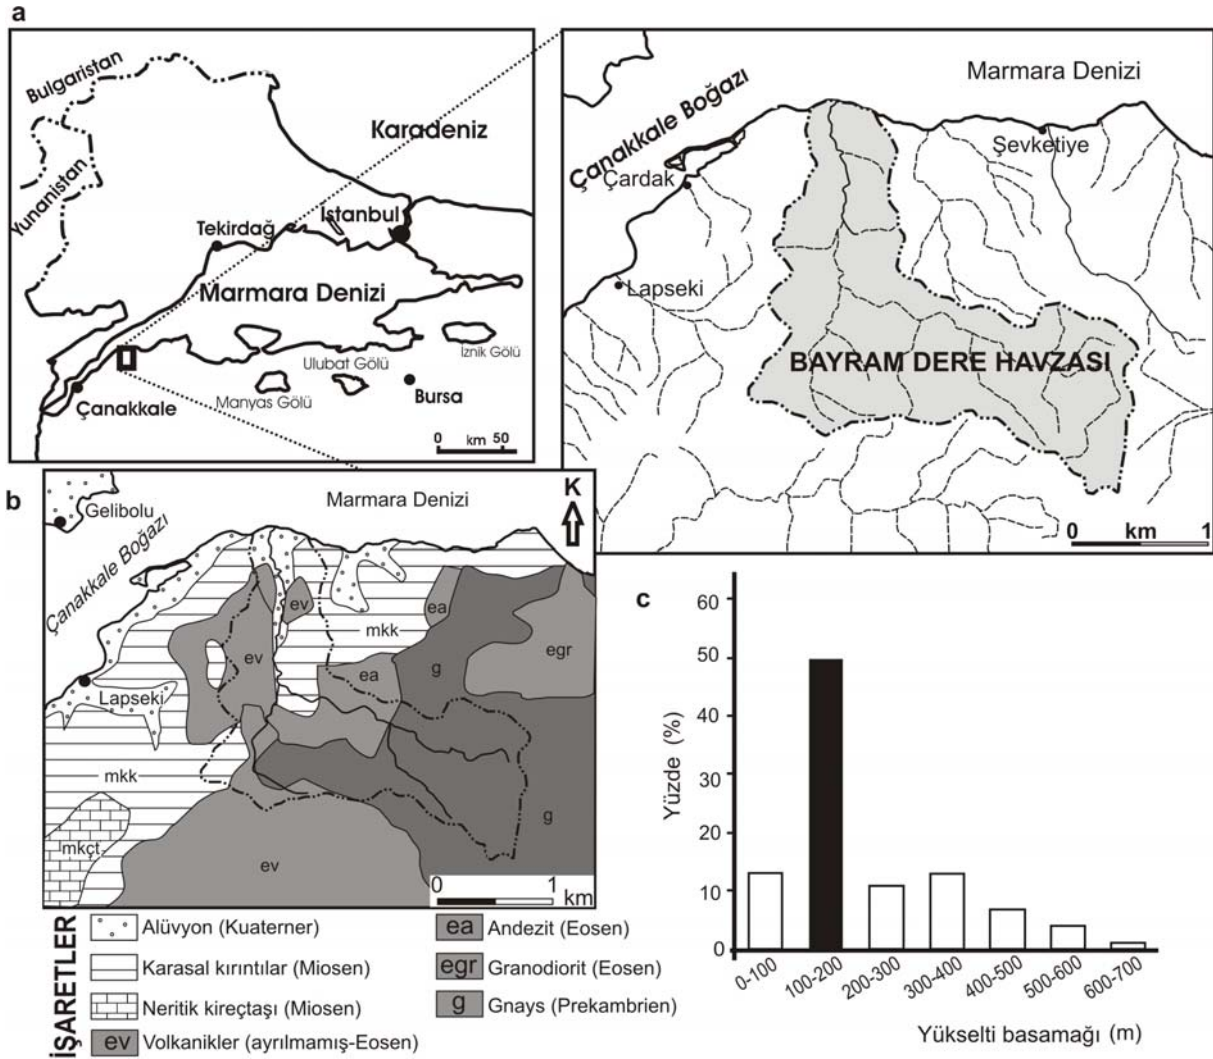 a
Bulgaristan
Yunanistan
Karadeniz
İstanbul
Tekirdağ
Marmara Denizi
Ulubat Gölü
İznik Gölü
Manyas Gölü
Bursa
Çanakkale
0 km 50
Marmara Denizi
Çanakkale Boğazı
Şevketiye
Çardak
Lapseki
BAYRAM DERE HAVZASI
0 km 1
b
Gelibolu
Marmara Denizi
K
Çanakkale Boğazı
ev
ea
mkk
egr
ev
ea
g
Lapseki
mkk
mkçt
g
ev
0 1
km
İŞARETLER
Alüvyon (Kuaterner)
Karasal kırıntılar (Miosen)
Neritik kireçtaşı (Miosen)
ev Volkanikler (ayrılmamış-Eosen)
ea Andezit (Eosen)
egr Granodiorit (Eosen)
g Gnays (Prekambrien)
c
Yüzde (%)
60
50
40
30
20
10
0
0-100 100-200 200-300 300-400 400-500 500-600 600-700
Yükselti basamağı (m)